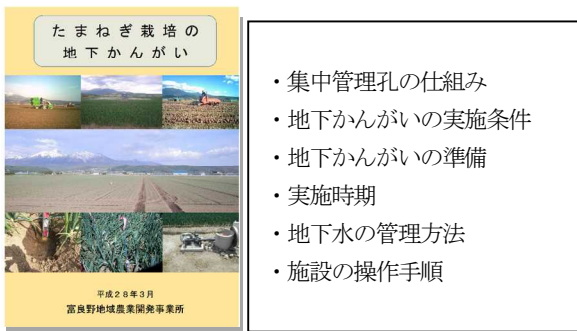 たまねぎ栽培の
地下かんがい
平成28年3月
富良野地域農業開発事業所
・集中管理孔の仕組み
・地下かんがいの実施条件
・地下かんがいの準備
・実施時期
・地下水の管理方法
・施設の操作手順